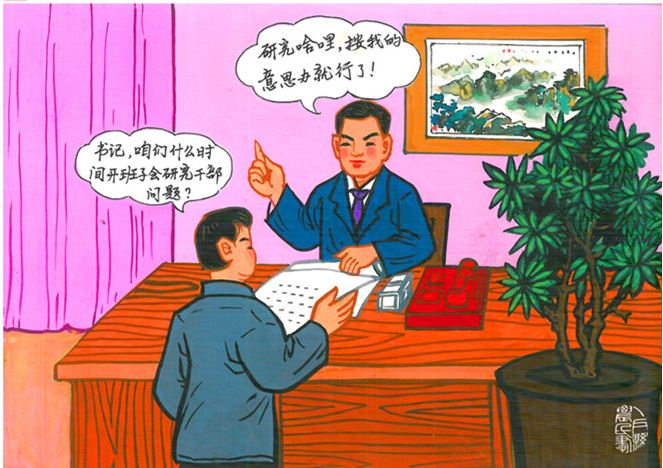 研究啥哩,按我的
意思办就行了!
书记,咱们什么时
间开班子会研究干部
问题?